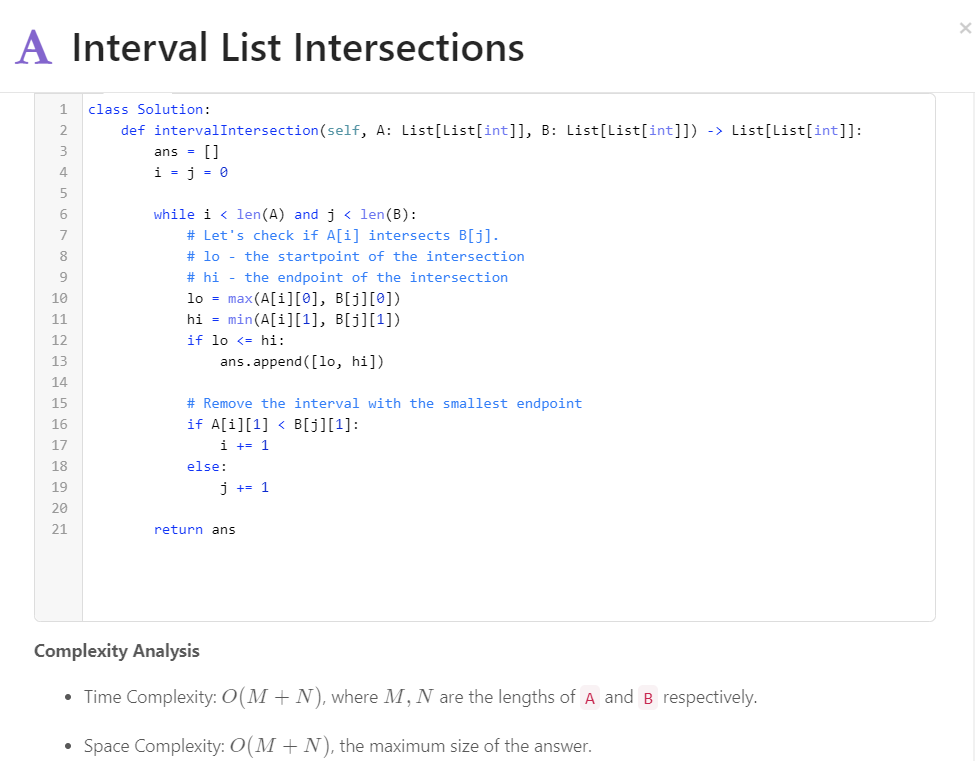 A Interval List Intersections
×
1 class Solution:
2     def intervalIntersection(self, A: List[List[int]], B: List[List[int]]) -> List[List[int]]:
3         ans = []
4         i = j = 0
5
6         while i < len(A) and j < len(B):
7             # Let's check if A[i] intersects B[j].
8             # lo - the startpoint of the intersection
9             # hi - the endpoint of the intersection
10             lo = max(A[i][0], B[j][0])
11             hi = min(A[i][1], B[j][1])
12             if lo <= hi:
13                 ans.append([lo, hi])
14
15             # Remove the interval with the smallest endpoint
16             if A[i][1] < B[j][1]:
17                 i += 1
18             else:
19                 j += 1
20
21         return ans
Complexity Analysis
• Time Complexity: O(M + N), where M, N are the lengths of A and B respectively.
• Space Complexity: O(M + N), the maximum size of the answer.